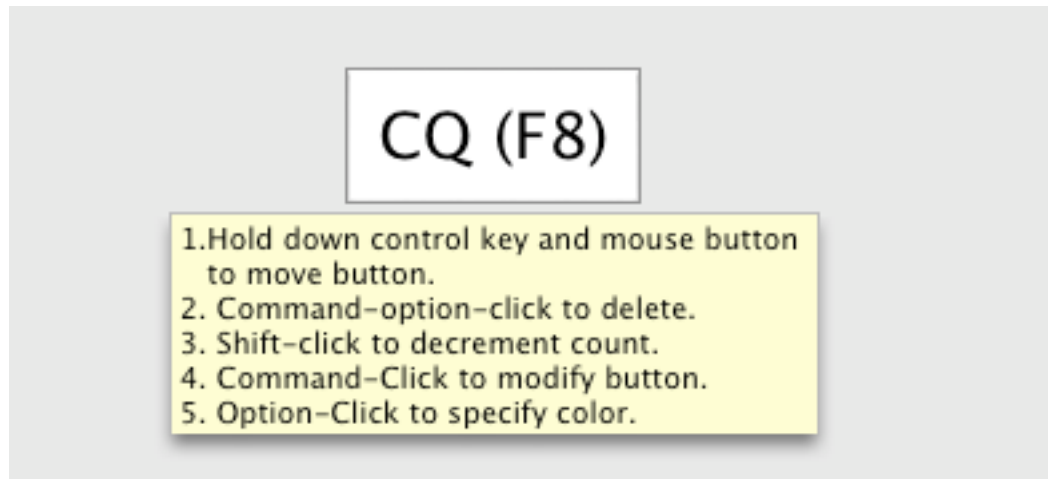 CQ (F8)
1.Hold down control key and mouse button
to move button.
2. Command-option-click to delete.
3. Shift-click to decrement count.
4. Command-Click to modify button.
5. Option-Click to specify color.